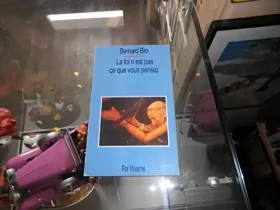 Bernard Bro
La foi n'est pas
ce que vous pensez
Foi Vivante